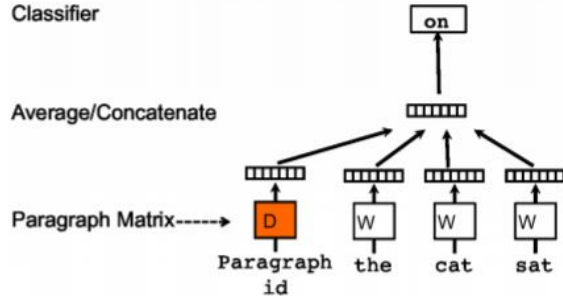 Classifier
on
Average/Concatenate
Paragraph Matrix
D
W
W
W
Paragraph
id
the
cat
sat